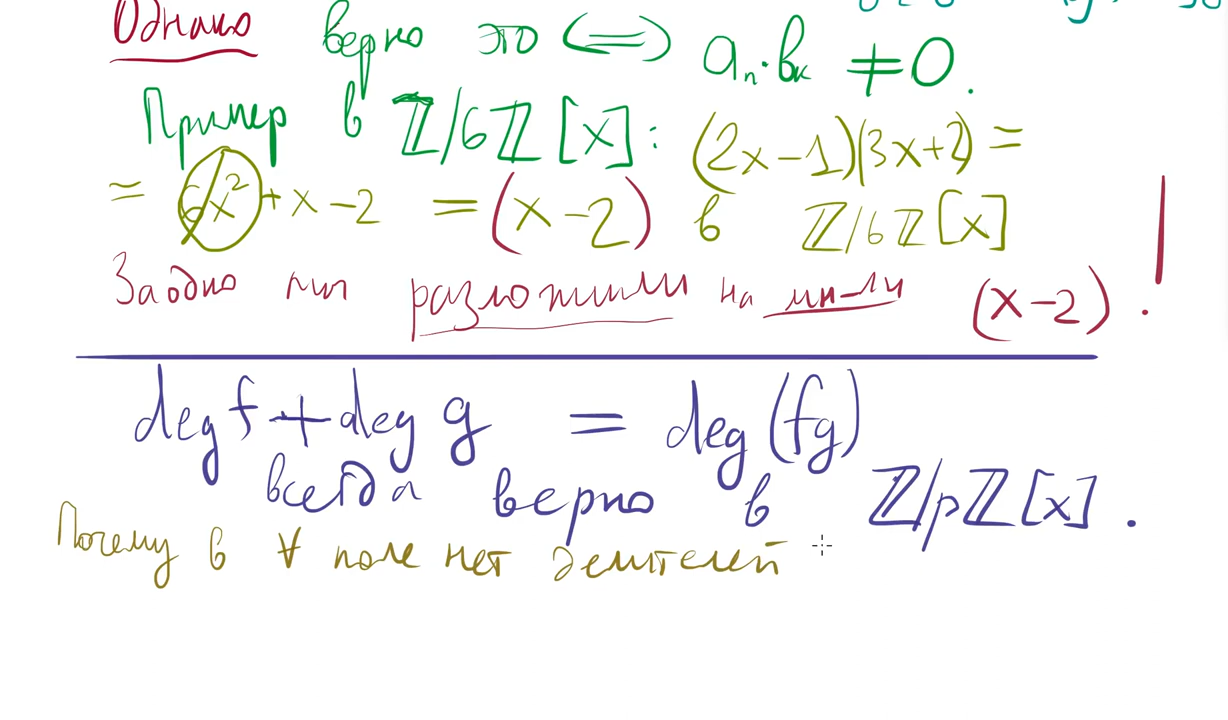 Однако верно это (⟺) aₙ·bₖ ≠ 0.
Пример в ℤ/6ℤ[x]: (2x−1)(3x+2) =
= 6x² + x − 2 = (x−2) в ℤ/6ℤ[x]
Заодно мы разложили на мн-ли (x−2) !
deg f + deg g = deg(fg)
всегда верно в ℤ/pℤ[x].
Почему в ∀ поле нет делителей